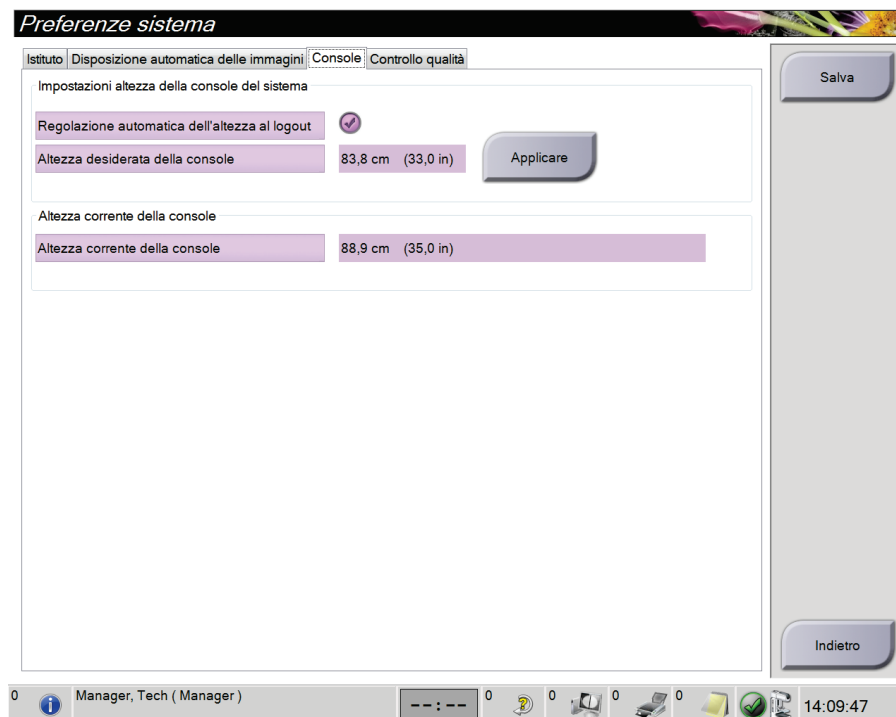 Preferenze sistema
Istituto Disposizione automatica delle immagini Console Controllo qualità
Salva
Impostazioni altezza della console del sistema
Regolazione automatica dell'altezza al logout
Altezza desiderata della console 83,8 cm (33,0 in) Applicare
Altezza corrente della console
Altezza corrente della console 88,9 cm (35,0 in)
Indietro
0 Manager, Tech ( Manager ) --:-- 0 0 0 0 14:09:47